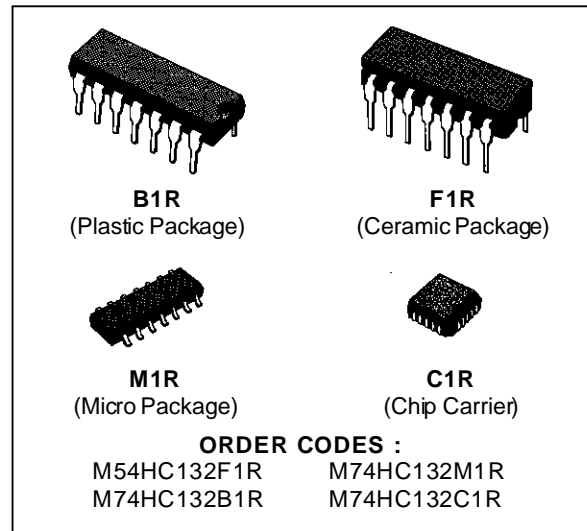 B1R
(Plastic Package)
F1R
(Ceramic Package)
M1R
(Micro Package)
C1R
(Chip Carrier)
ORDER CODES :
M54HC132F1R M74HC132M1R
M74HC132B1R M74HC132C1R